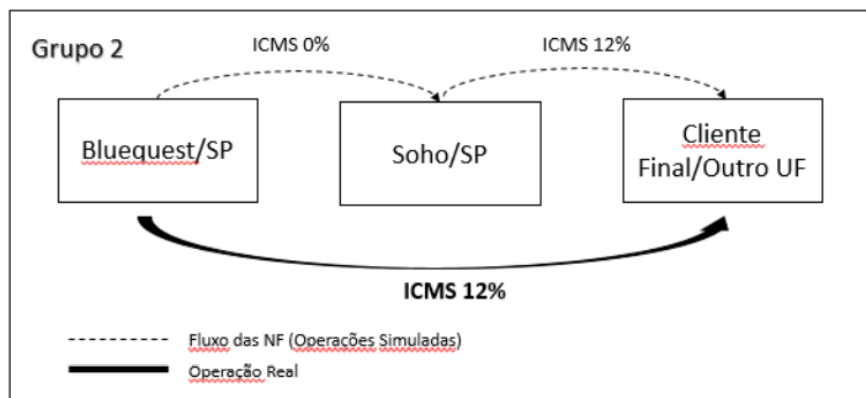 Grupo 2
ICMS 0%
ICMS 12%
Bluequest/SP
Soho/SP
Cliente
Final/Outro UF
ICMS 12%
Fluxo das NF (Operações Simuladas)
Operação Real